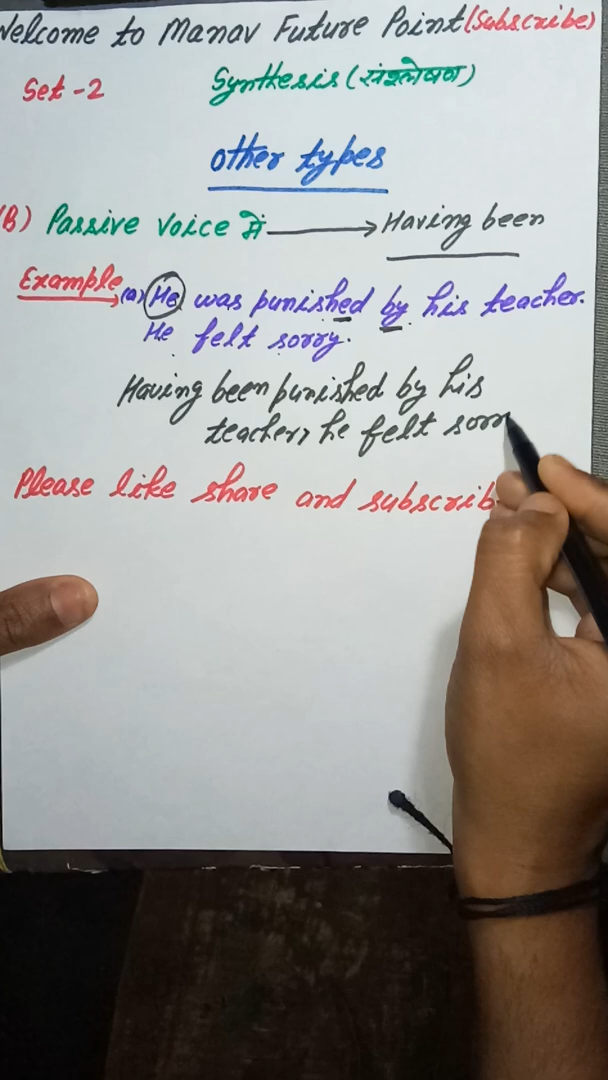 Welcome to Manav Future Point (Subscribe)
Set -2 Synthesis (संश्लेषण)
other types
(B) Passive Voice में → Having been
Example (a) He was punished by his teacher.
He felt sorry.
Having been punished by his
teacher, he felt sorr
Please like share and subscrib